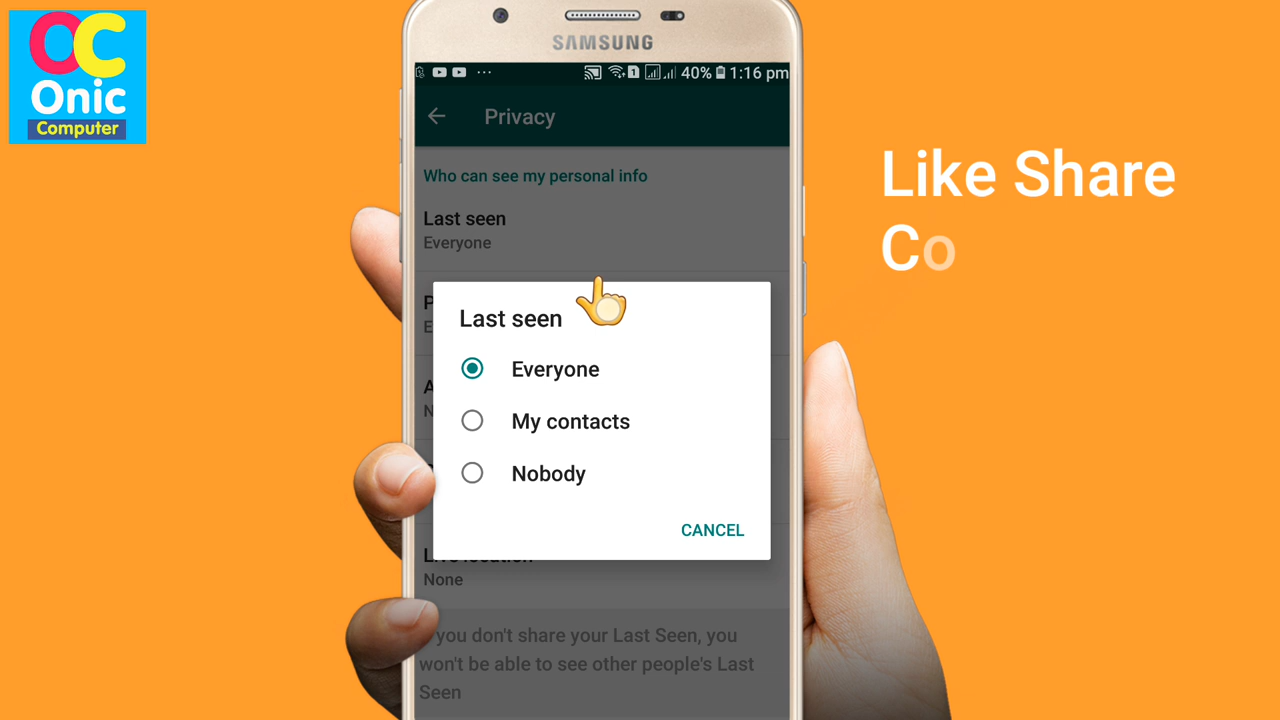 OC
Onic
Computer
SAMSUNG
1
40%
1:16 pm
Privacy
Who can see my personal info
Last seen
Everyone
Last seen
Everyone
My contacts
Nobody
CANCEL
None
you don't share your Last Seen, you
won't be able to see other people's Last
Seen
Like Share
Co